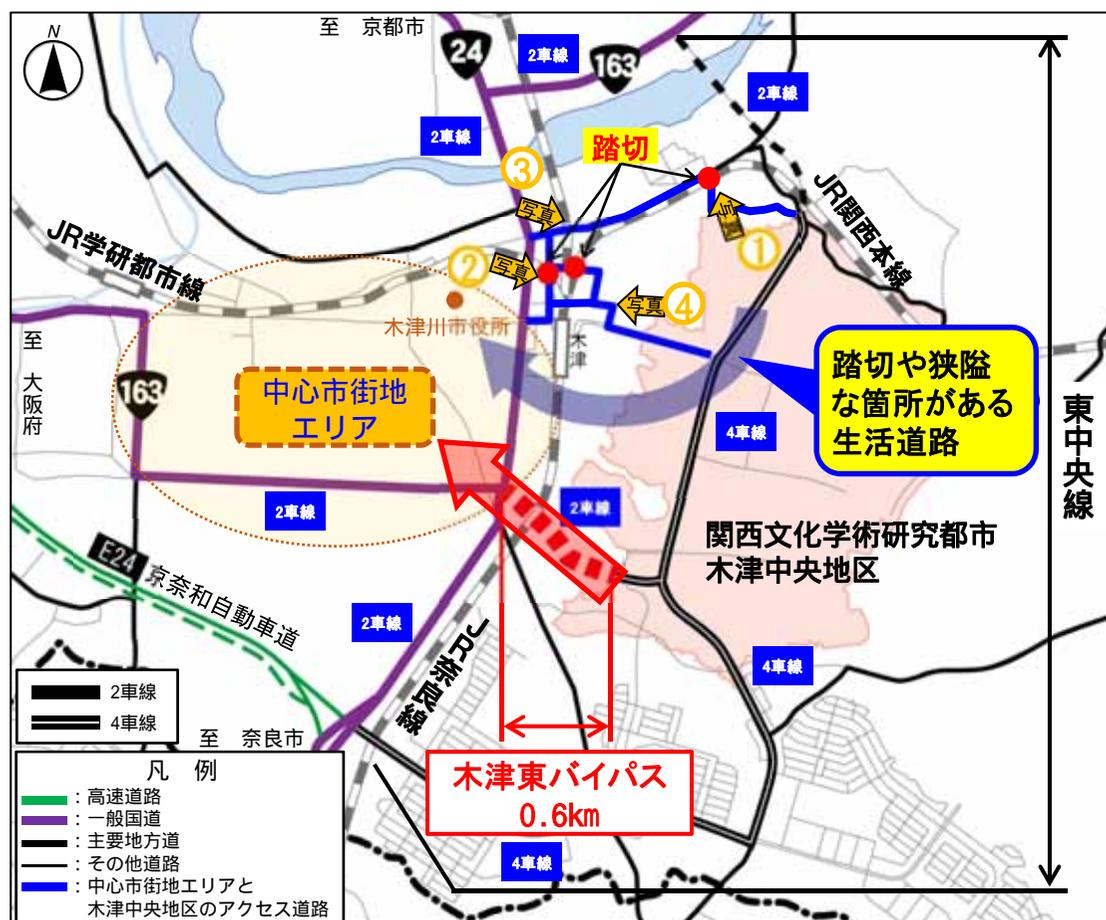 至　京都市
N
24
2車線
163
2車線
2車線
踏切
③
写真
JR関西本線
写真
①
JR学研都市線
②
写真
写真
④
木津川市役所
木津
至　大阪府
163
中心市街地
エリア
踏切や狭隘
な箇所がある
生活道路
4車線
東中央線
2車線
2車線
関西文化学術研究都市
木津中央地区
E24
京奈和自動車道
2車線
JR奈良線
4車線
2車線
4車線
至　奈良市
木津東バイパス
0.6km
4車線
凡　例
：高速道路
：一般国道
：主要地方道
：その他道路
：中心市街地エリアと
木津中央地区のアクセス道路